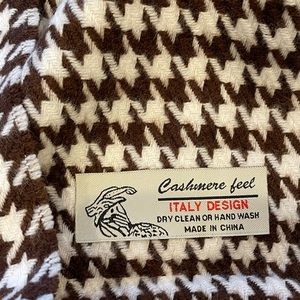 Cashmere feel
ITALY DESIGN
DRY CLEAN OR HAND WASH
MADE IN CHINA